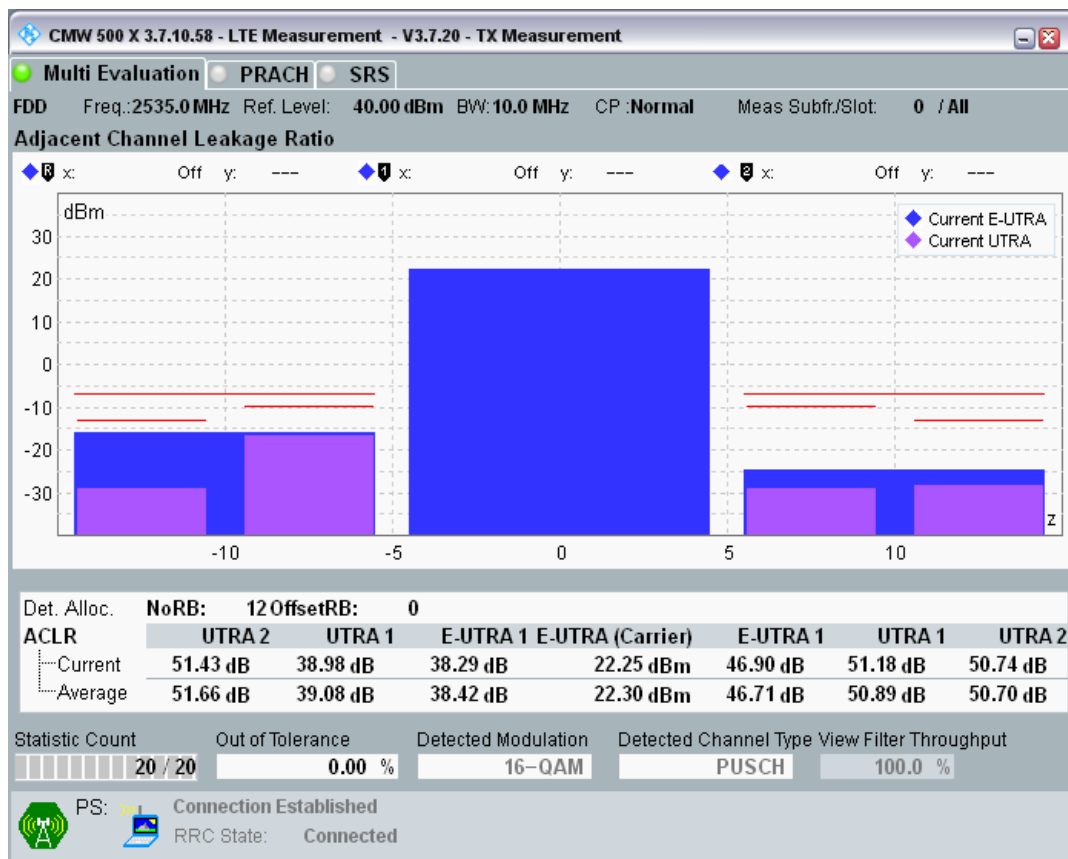 CMW 500 X 3.7.10.58 - LTE Measurement - V3.7.20 - TX Measurement
Multi Evaluation PRACH SRS
FDD Freq.:2535.0 MHz Ref. Level: 40.00 dBm BW:10.0 MHz CP :Normal Meas Subfr./Slot: 0 / All
Adjacent Channel Leakage Ratio
R x: Off y: --- 1 x: Off y: --- 2 x: Off y: ---
dBm
Current E-UTRA
Current UTRA
30
20
10
0
-10
-20
-30
z
-10 -5 0 5 10
Det. Alloc. NoRB: 12 OffsetRB: 0
ACLR UTRA 2 UTRA 1 E-UTRA 1 E-UTRA (Carrier) E-UTRA 1 UTRA 1 UTRA 2
Current 51.43 dB 38.98 dB 38.29 dB 22.25 dBm 46.90 dB 51.18 dB 50.74 dB
Average 51.66 dB 39.08 dB 38.42 dB 22.30 dBm 46.71 dB 50.89 dB 50.70 dB
Statistic Count Out of Tolerance Detected Modulation Detected Channel Type View Filter Throughput
20 / 20 0.00 % 16-QAM PUSCH 100.0 %
PS: Connection Established
RRC State: Connected